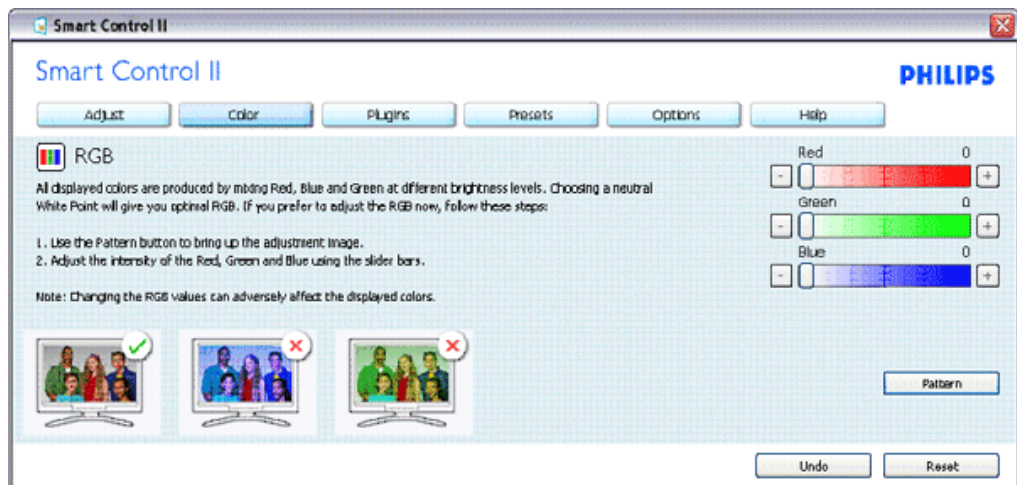 Smart Control II
Smart Control II
PHILIPS
Adjust Color Plugins Presets Options Help
RGB
All displayed colors are produced by mixing Red, Blue and Green at different brightness levels. Choosing a neutral
White Point will give you optimal RGB. If you prefer to adjust the RGB now, follow these steps:
1. Use the Pattern button to bring up the adjustment image.
2. Adjust the intensity of the Red, Green and Blue using the slider bars.
Note: Changing the RGB values can adversely affect the displayed colors.
Red 0
- +
Green 0
- +
Blue 0
- +
Pattern
Undo Reset